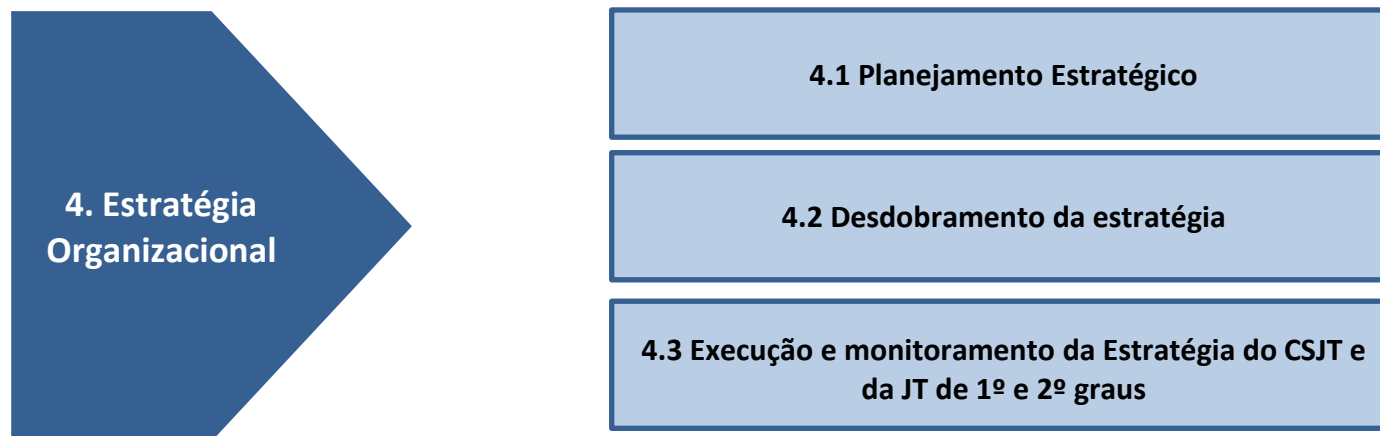 4. Estratégia
Organizacional
4.1 Planejamento Estratégico
4.2 Desdobramento da estratégia
4.3 Execução e monitoramento da Estratégia do CSJT e
da JT de 1º e 2º graus